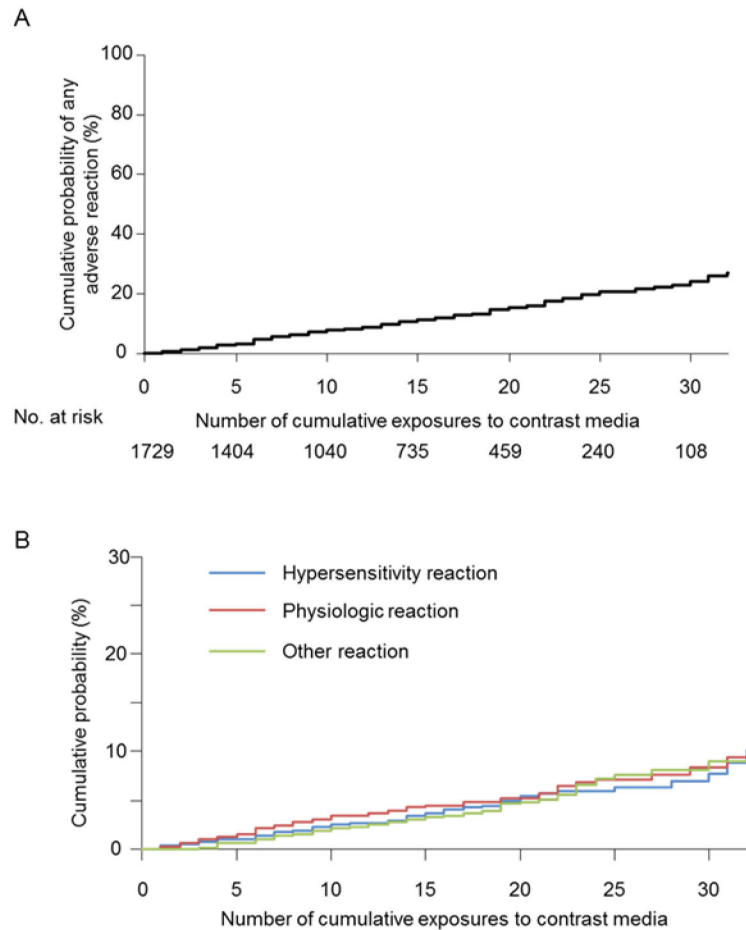 A
100
80
60
40
20
0
Cumulative probability of any
adverse reaction (%)
0 5 10 15 20 25 30
No. at risk
Number of cumulative exposures to contrast media
1729 1404 1040 735 459 240 108
B
30
20
10
0
Cumulative probability (%)
Hypersensitivity reaction
Physiologic reaction
Other reaction
0 5 10 15 20 25 30
Number of cumulative exposures to contrast media